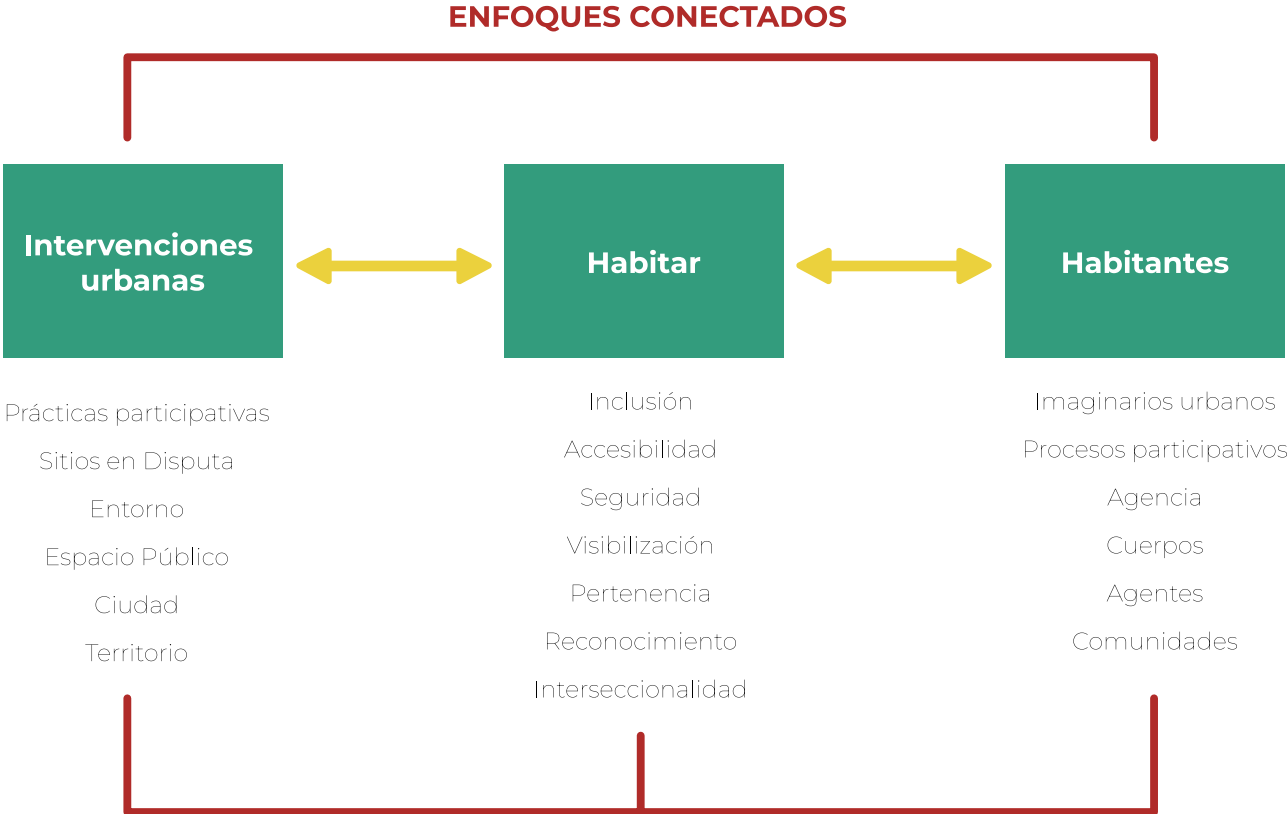 ENFOQUES CONECTADOS
Intervenciones
urbanas
Habitar
Habitantes
Prácticas participativas
Sitios en Disputa
Entorno
Espacio Público
Ciudad
Territorio
Inclusión
Accesibilidad
Seguridad
Visibilización
Pertenencia
Reconocimiento
Interseccionalidad
Imaginarios urbanos
Procesos participativos
Agencia
Cuerpos
Agentes
Comunidades